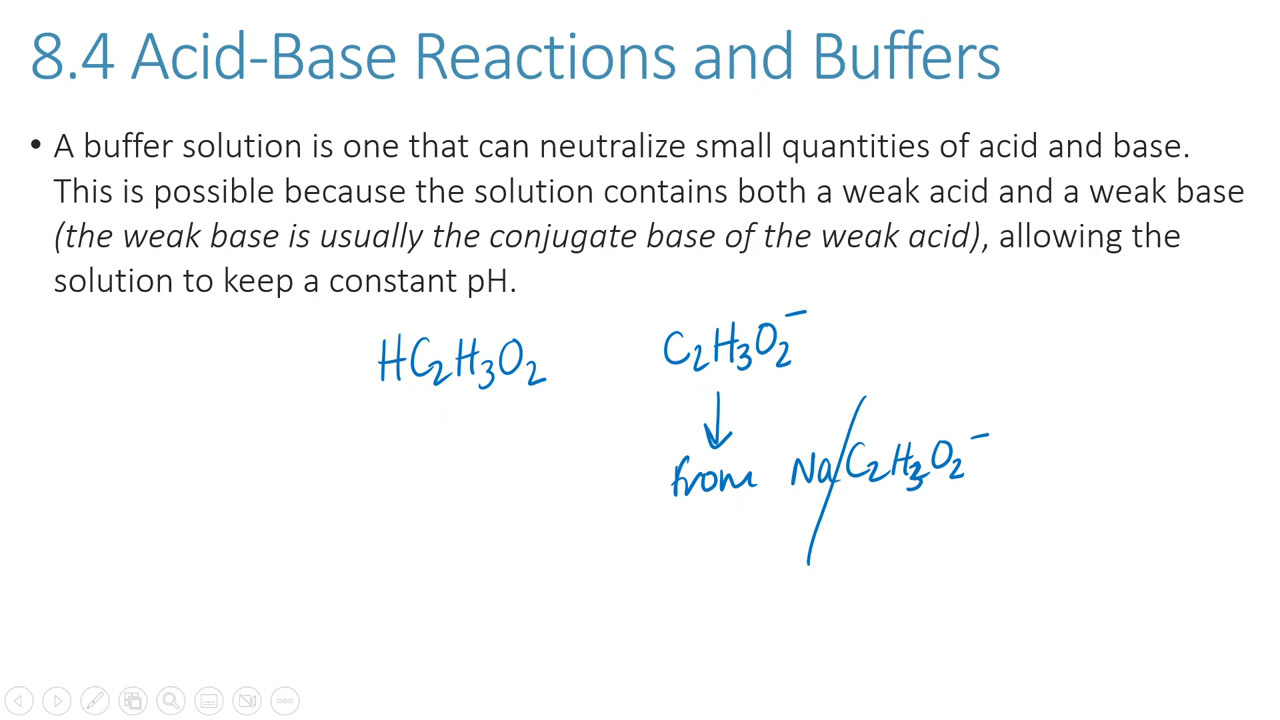 8.4 Acid-Base Reactions and Buffers
• A buffer solution is one that can neutralize small quantities of acid and base.
This is possible because the solution contains both a weak acid and a weak base
(the weak base is usually the conjugate base of the weak acid), allowing the
solution to keep a constant pH.
HC₂H₃O₂ C₂H₃O₂⁻
↓
from Na/C₂H₃O₂⁻